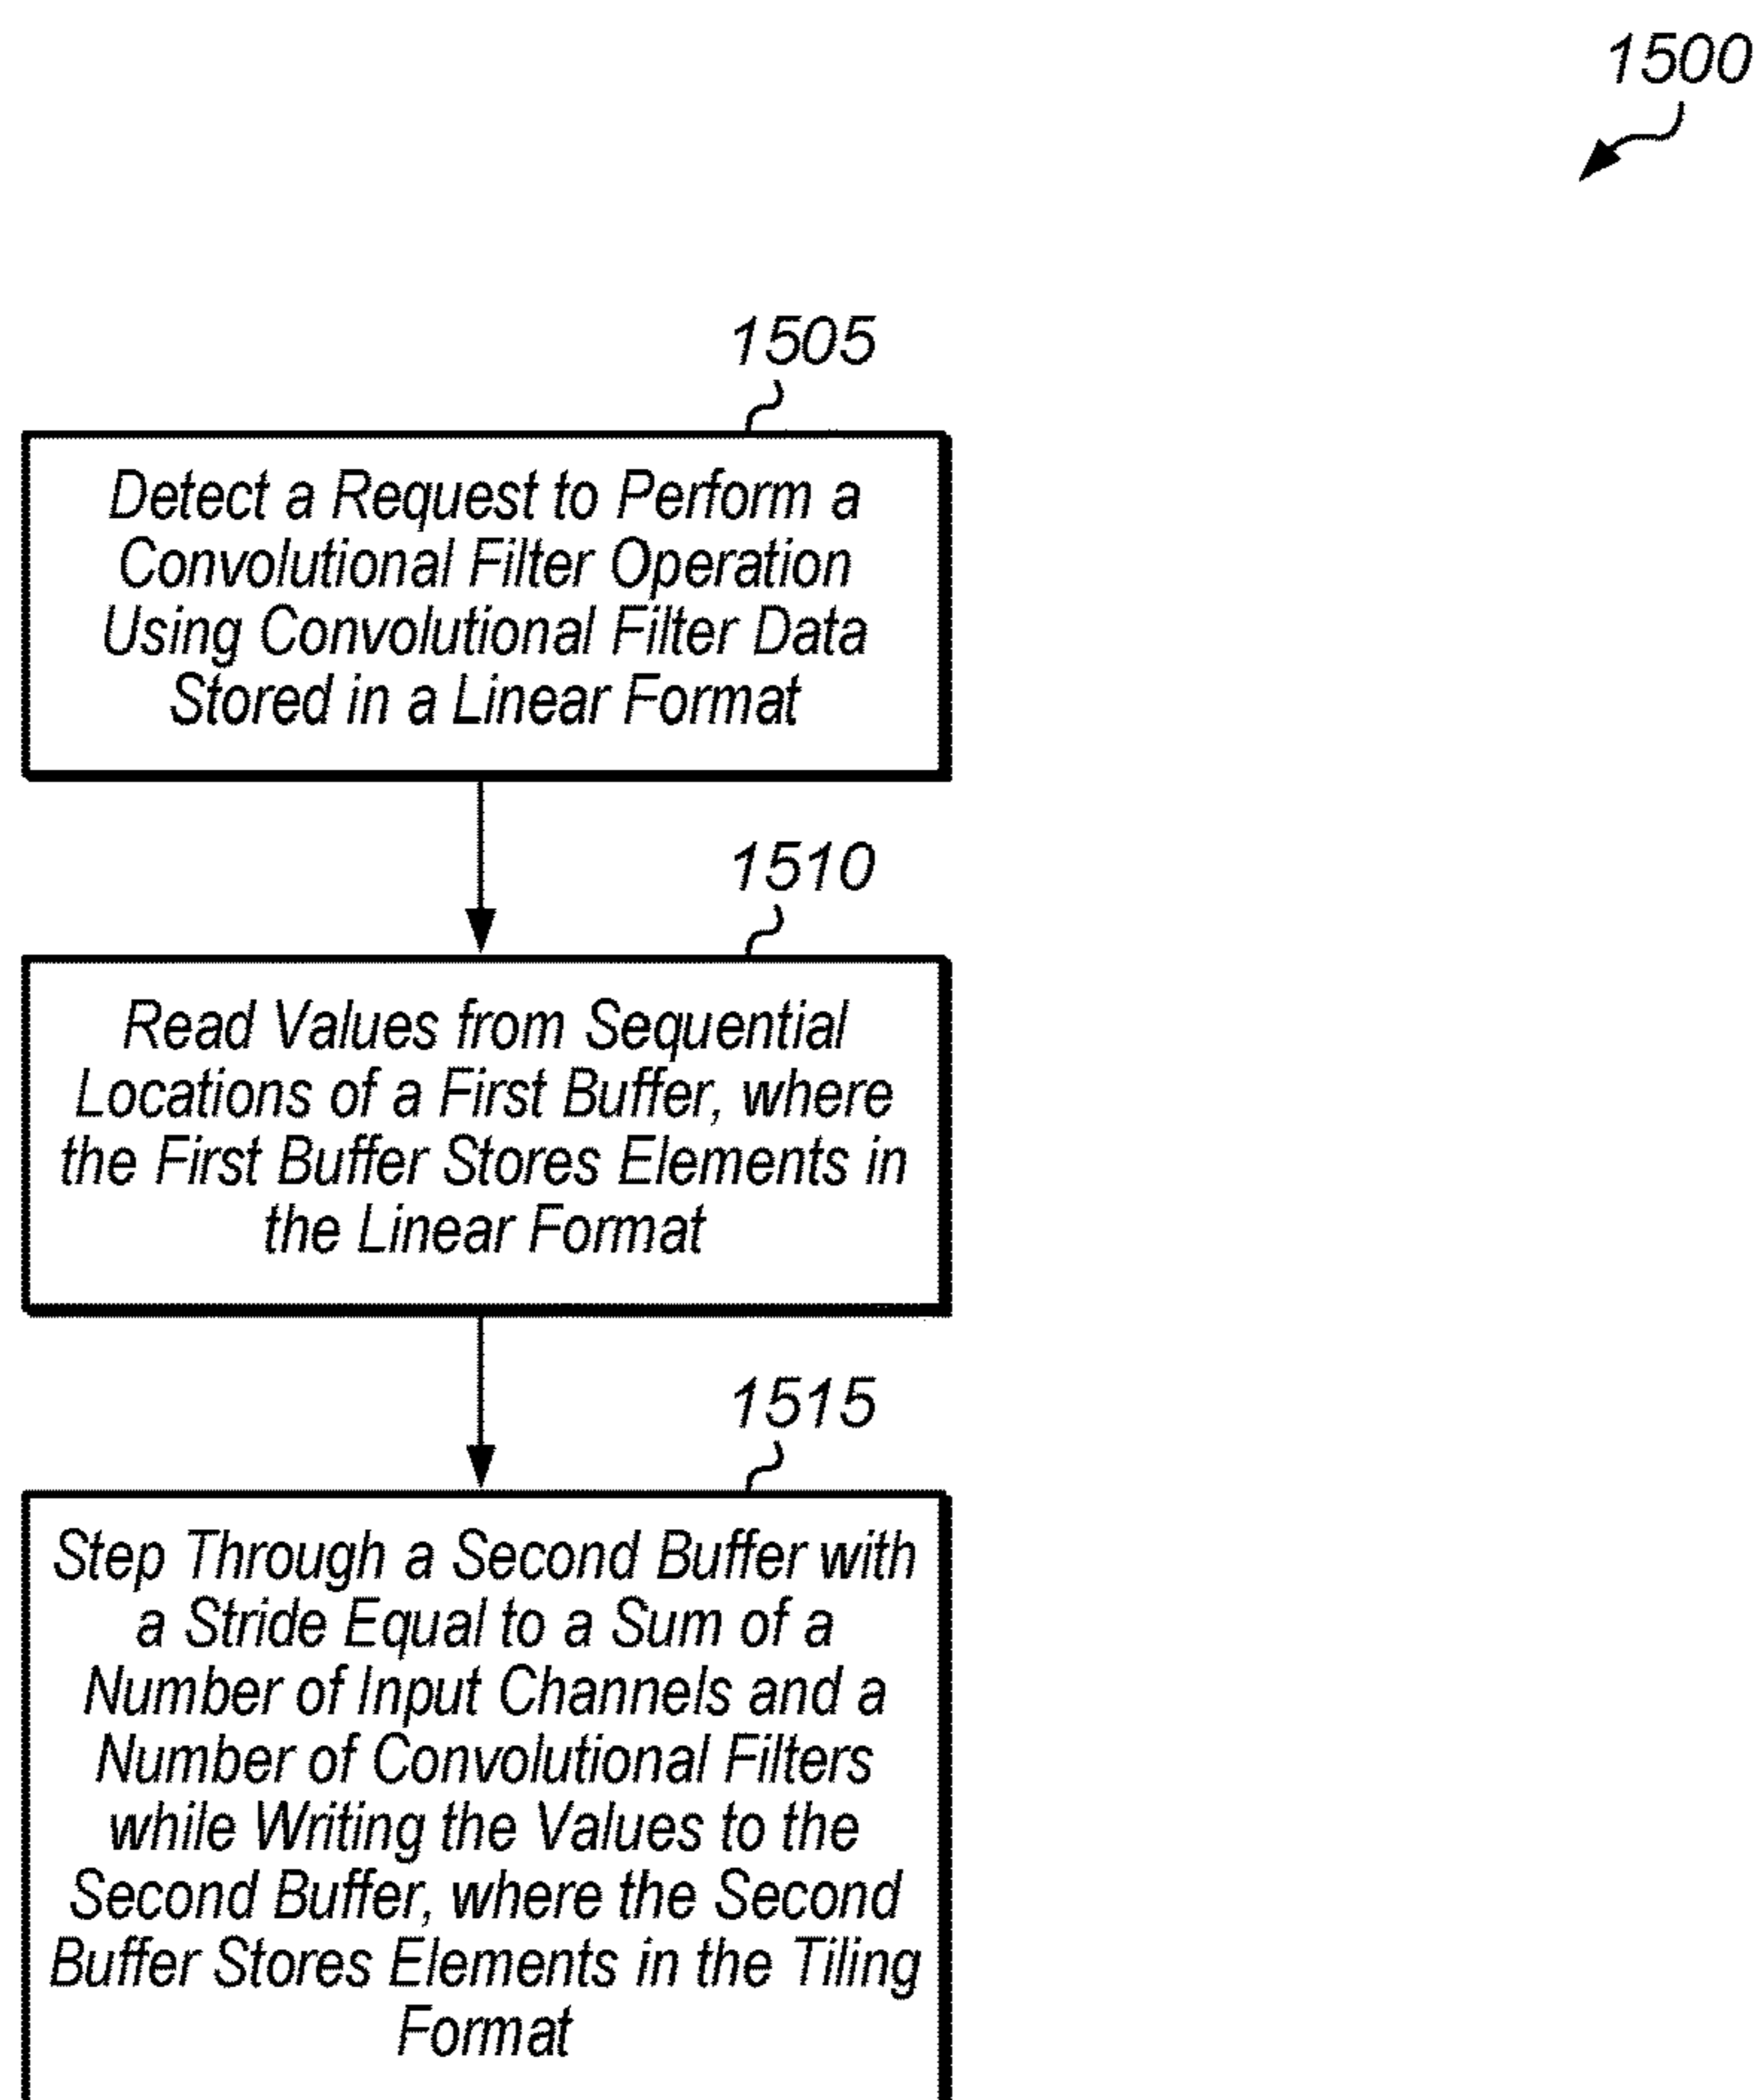 1500
1505
Detect a Request to Perform a
Convolutional Filter Operation
Using Convolutional Filter Data
Stored in a Linear Format
1510
Read Values from Sequential
Locations of a First Buffer, where
the First Buffer Stores Elements in
the Linear Format
1515
Step Through a Second Buffer with
a Stride Equal to a Sum of a
Number of Input Channels and a
Number of Convolutional Filters
while Writing the Values to the
Second Buffer, where the Second
Buffer Stores Elements in the Tiling
Format